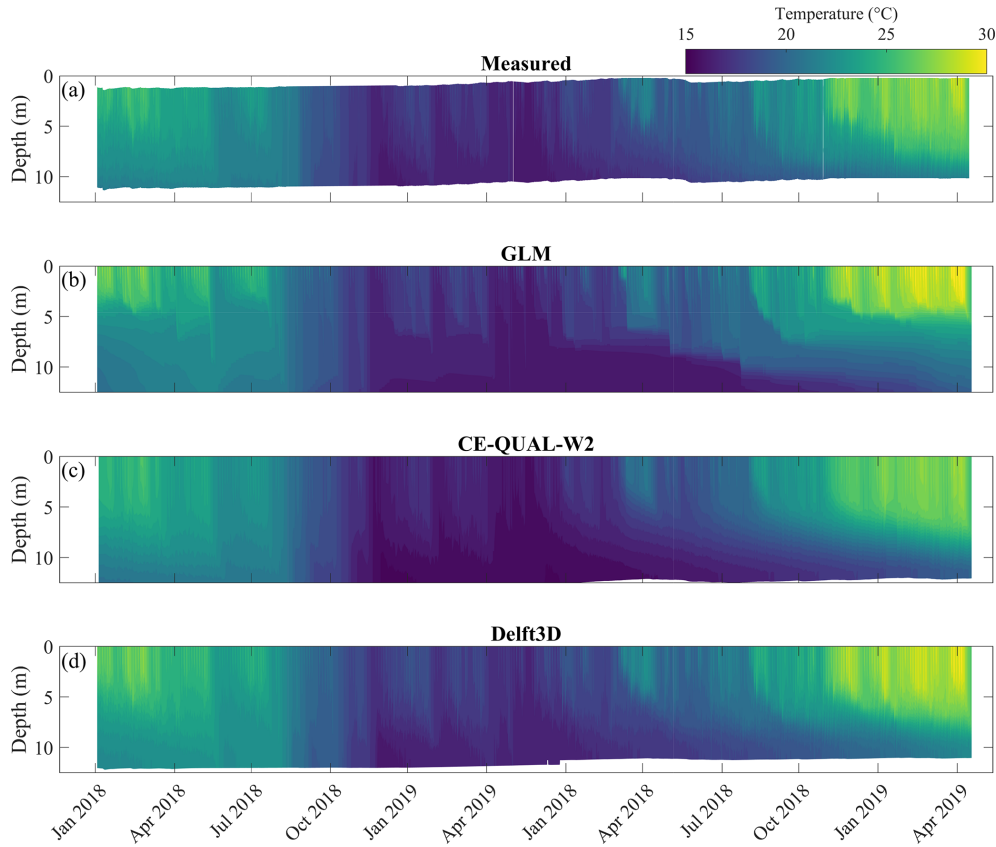 Temperature (°C)
15 20 25 30
Measured
(a)
Depth (m)
0
5
10
GLM
(b)
Depth (m)
0
5
10
CE-QUAL-W2
(c)
Depth (m)
0
5
10
Delft3D
(d)
Depth (m)
0
5
10
Jan 2018 Apr 2018 Jul 2018 Oct 2018 Jan 2019 Apr 2019 Jan 2018 Apr 2018 Jul 2018 Oct 2018 Jan 2019 Apr 2019